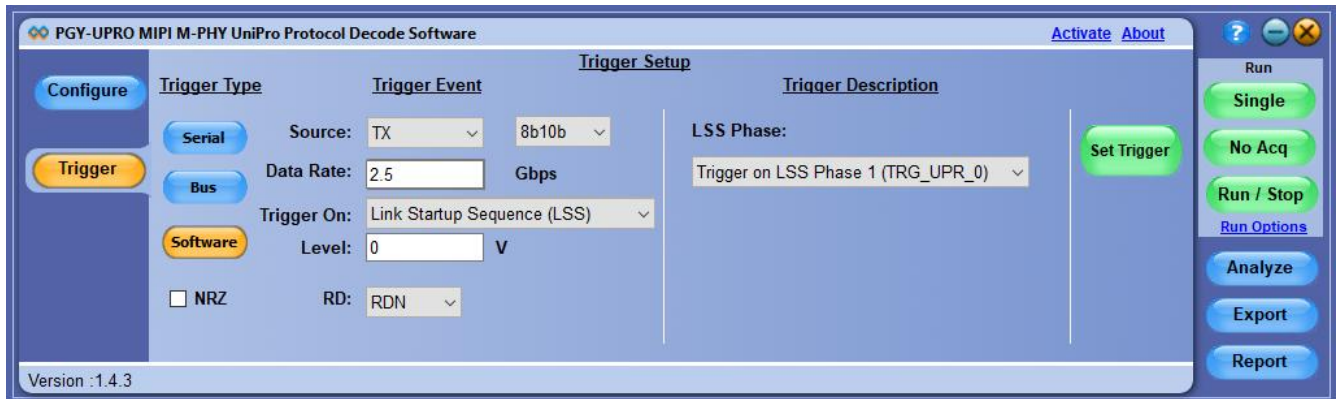 PGY-UPRO MIPI M-PHY UniPro Protocol Decode Software
Activate About
?
Trigger Setup
Configure
Trigger
Trigger Type
Serial
Bus
Software
NRZ
Trigger Event
Source: TX 8b10b
Data Rate: 2.5 Gbps
Trigger On: Link Startup Sequence (LSS)
Level: 0 V
RD: RDN
Trigger Description
LSS Phase:
Trigger on LSS Phase 1 (TRG_UPR_0)
Set Trigger
Run
Single
No Acq
Run / Stop
Run Options
Analyze
Export
Report
Version :1.4.3